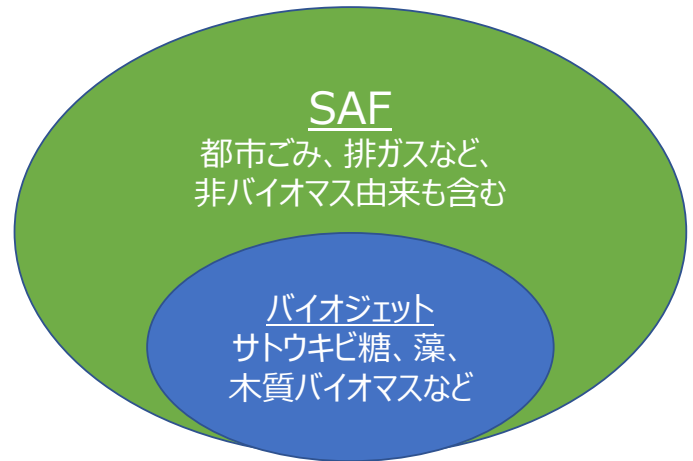 SAF
都市ごみ、排ガスなど、
非バイオマス由来も含む
バイオジェット
サトウキビ糖、藻、
木質バイオマスなど